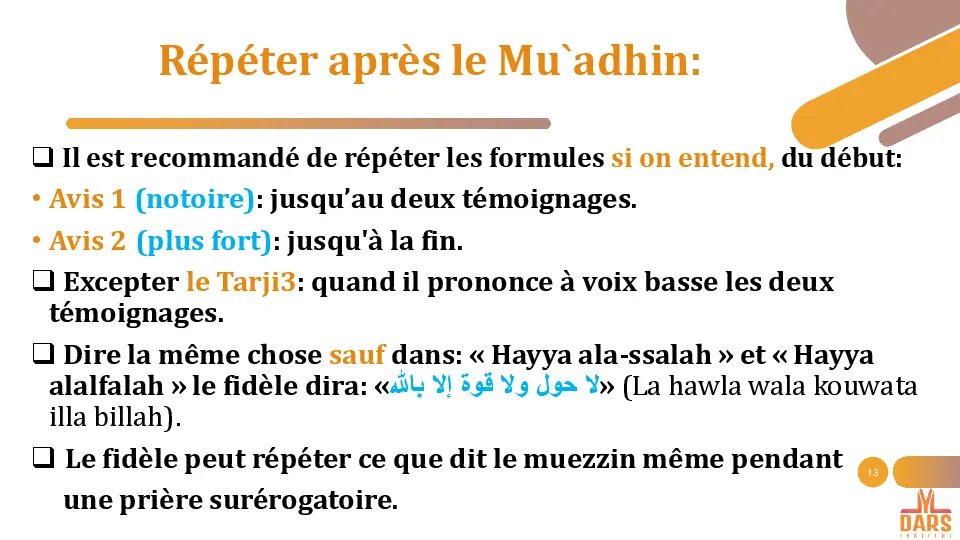 Répéter après le Mu`adhin:
❑ Il est recommandé de répéter les formules si on entend, du début:
• Avis 1 (notoire): jusqu’au deux témoignages.
• Avis 2 (plus fort): jusqu'à la fin.
❑ Excepter le Tarji3: quand il prononce à voix basse les deux
témoignages.
❑ Dire la même chose sauf dans: « Hayya ala-ssalah » et « Hayya
alalfalah » le fidèle dira: «لا حول ولا قوة إلا بالله» (La hawla wala kouwata
illa billah).
❑ Le fidèle peut répéter ce que dit le muezzin même pendant
une prière surérogatoire.
13
DARS
INSTITUT